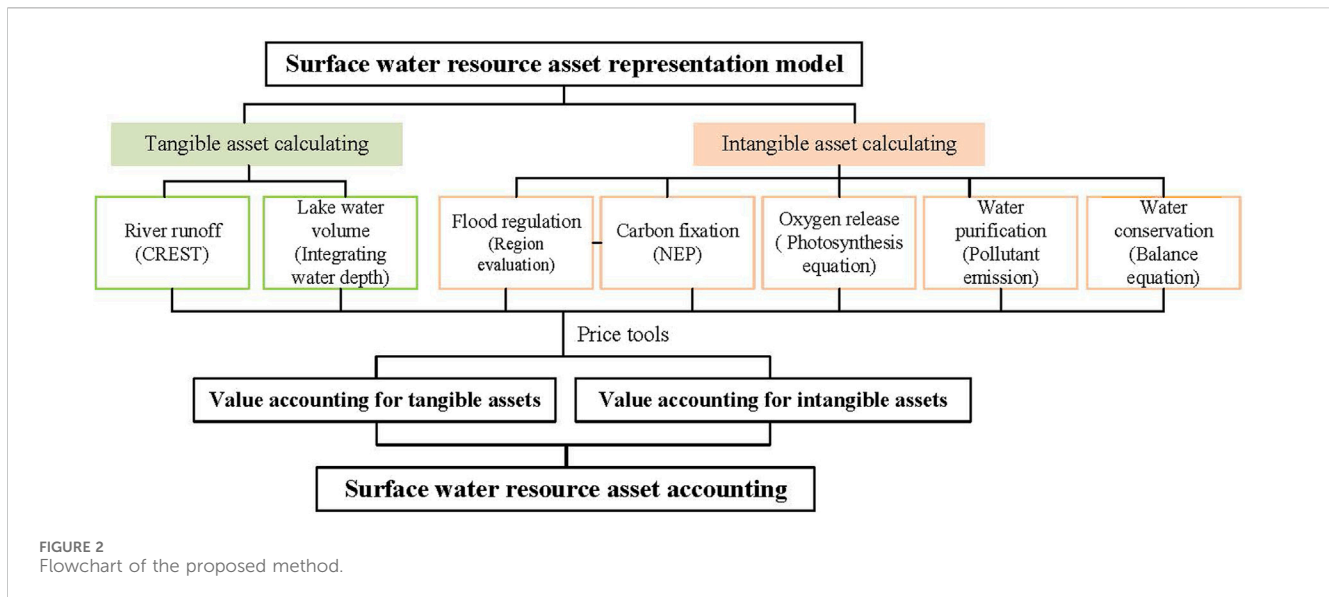 Surface water resource asset representation model
Tangible asset calculating
Intangible asset calculating
River runoff
(CREST)
Lake water
volume
(Integrating
water depth)
Flood regulation
(Region
evaluation)
Carbon fixation
(NEP)
Oxygen release
( Photosynthesis
equation)
Water
purification
(Pollutant
emission)
Water
conservation
(Balance
equation)
Price tools
Value accounting for tangible assets
Value accounting for intangible assets
Surface water resource asset accounting
FIGURE 2
Flowchart of the proposed method.